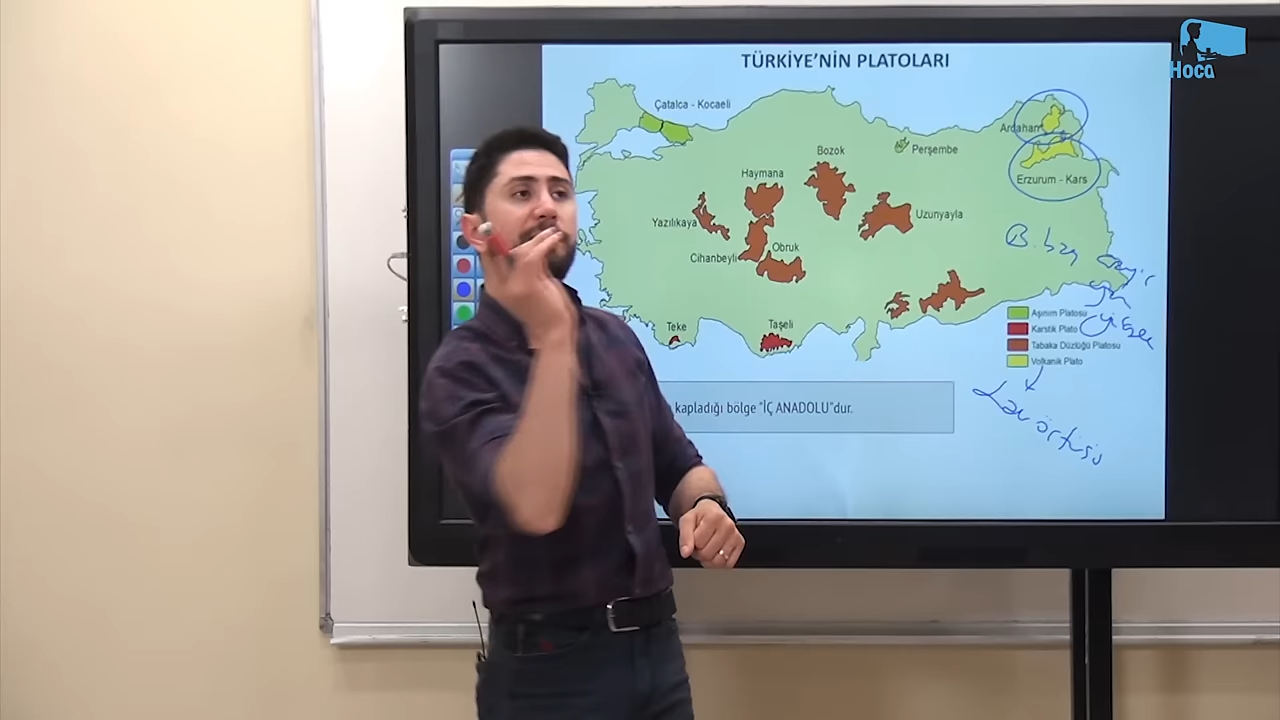 Hoca
TÜRKİYE'NİN PLATOLARI
Çatalca - Kocaeli
Ardahan
Perşembe
Bozok
Erzurum - Kars
Haymana
Yazılıkaya
Uzunyayla
Obruk
Cihanbeyli
B.
Teke
Taşeli
Aşınım Platosu
Karstik Plato
Tabaka Düzlüğü Platosu
Volkanik Plato
Lav örtüsü
kapladığı bölge "İÇ ANADOLU"dur.